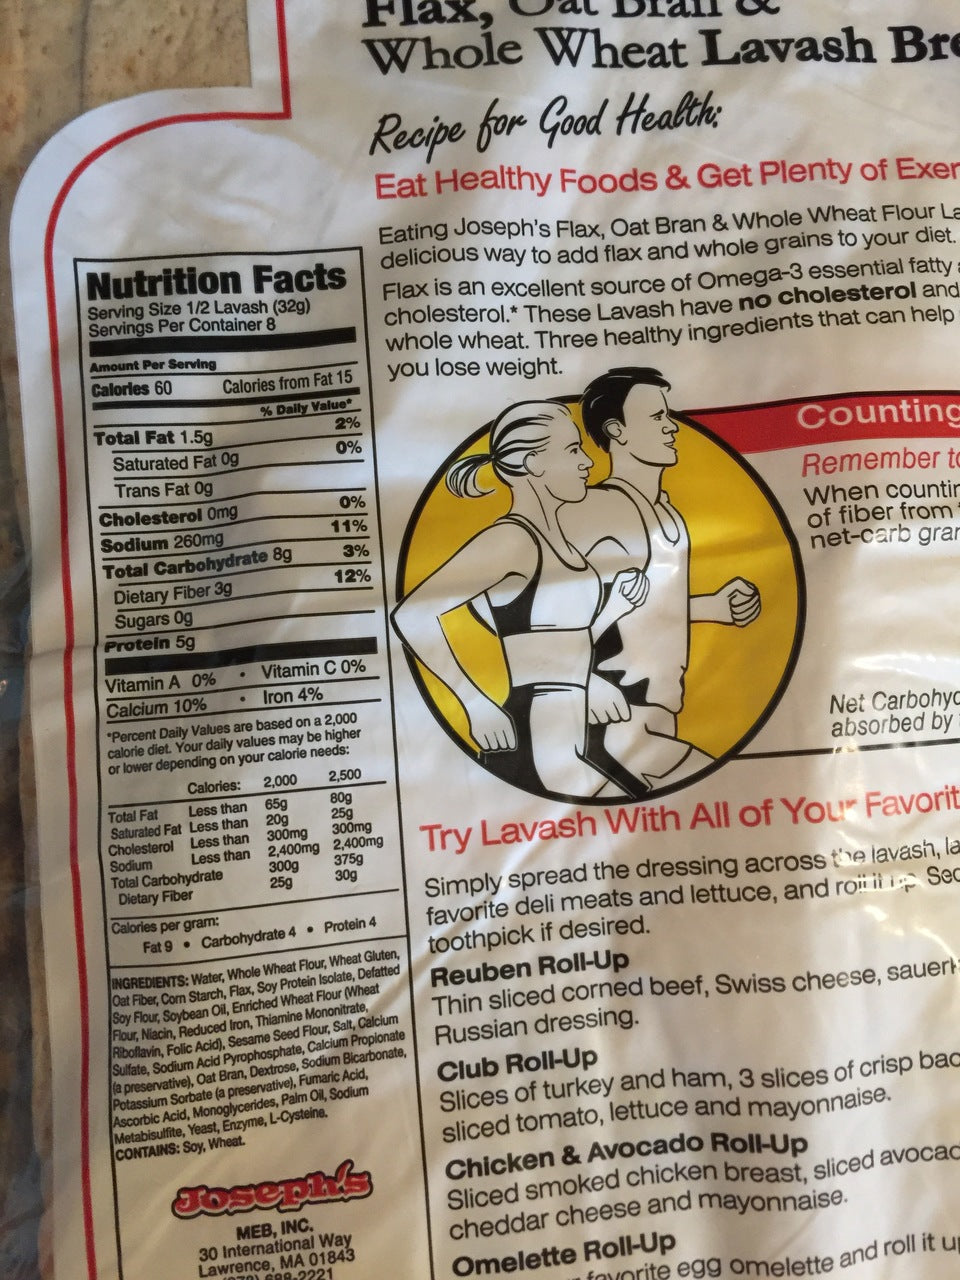 Flax, Oat Bran &
Whole Wheat Lavash
Recipe for Good Health:
Eat Healthy Foods & Get Plenty of
Eating Joseph's Flax, Oat Bran & Whole Wheat Flour
delicious way to add flax and whole grains to your diet.
Flax is an excellent source of Omega-3 essential fatty
cholesterol.* These Lavash have no cholesterol and
whole wheat. Three healthy ingredients that can help
you lose weight.
Nutrition Facts
Serving Size 1/2 Lavash (32g)
Servings Per Container 8
Amount Per Serving
Calories 60 Calories from Fat 15
% Daily Value*
Total Fat 1.5g 2%
Saturated Fat 0g 0%
Trans Fat 0g
Cholesterol 0mg 0%
Sodium 260mg 11%
Total Carbohydrate 8g 3%
Dietary Fiber 3g 12%
Sugars 0g
Protein 5g
Vitamin A 0% • Vitamin C 0%
Calcium 10% • Iron 4%
*Percent Daily Values are based on a 2,000
calorie diet. Your daily values may be higher
or lower depending on your calorie needs:
Calories: 2,000 2,500
Total Fat Less than 65g 80g
Saturated Fat Less than 20g 25g
Cholesterol Less than 300mg 300mg
Sodium Less than 2,400mg 2,400mg
Total Carbohydrate 300g 375g
Dietary Fiber 25g 30g
Calories per gram:
Fat 9 • Carbohydrate 4 • Protein 4
INGREDIENTS: Water, Whole Wheat Flour, Wheat Gluten,
Oat Fiber, Corn Starch, Flax, Soy Protein Isolate, Defatted
Soy Flour, Soybean Oil, Enriched Wheat Flour (Wheat
Flour, Niacin, Reduced Iron, Thiamine Mononitrate,
Riboflavin, Folic Acid), Sesame Seed Flour, Salt, Calcium
Sulfate, Sodium Acid Pyrophosphate, Calcium Propionate
(a preservative), Oat Bran, Dextrose, Sodium Bicarbonate,
Potassium Sorbate (a preservative), Fumaric Acid,
Ascorbic Acid, Monoglycerides, Palm Oil, Sodium
Metabisulfite, Yeast, Enzyme, L-Cysteine.
CONTAINS: Soy, Wheat.
Joseph's
MEB, INC.
30 International Way
Lawrence, MA 01843
(978) 688-2221
Counting
Remember to
When
of fiber from
net-carb
Net
absorbed by
Try Lavash With All of Your
Simply spread the dressing across the lavash,
favorite deli meats and lettuce, and roll it up.
toothpick if desired.
Reuben Roll-Up
Thin sliced corned beef, Swiss cheese,
Russian dressing.
Club Roll-Up
Slices of turkey and ham, 3 slices of crisp
sliced tomato, lettuce and mayonnaise.
Chicken & Avocado Roll-Up
Sliced smoked chicken breast, sliced
cheddar cheese and mayonnaise.
Omelette Roll-Up
favorite egg omelette and roll it